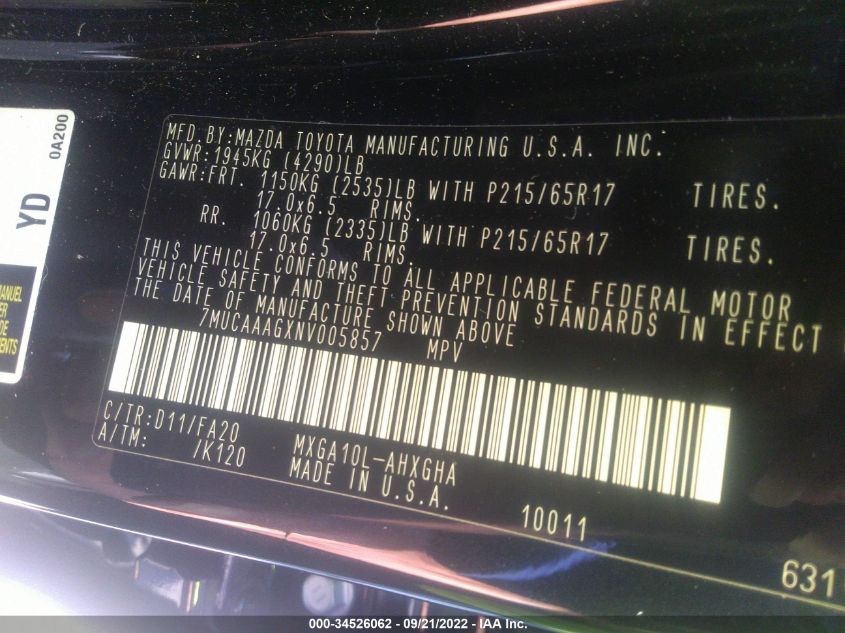 MFD.BY:MAZDA TOYOTA MANUFACTURING U.S.A. INC.
GVWR:1945KG (4290)LB
GAWR:FRT. 1150KG (2535)LB WITH P215/65R17 TIRES.
17.0x6.5 RIMS.
RR. 1060KG (2335)LB WITH P215/65R17 TIRES.
17.0x6.5 RIMS.
THIS VEHICLE CONFORMS TO ALL APPLICABLE FEDERAL MOTOR
VEHICLE SAFETY AND THEFT PREVENTION STANDARDS IN EFFECT
THE DATE OF MANUFACTURE SHOWN ABOVE
7MUCAAAGXNV005857 MPV
C/TR:D11/FA20
A/TM: /K120
MXGA10L-AHXGHA
MADE IN U.S.A.
10011
631
YD
0A200
MANUEL
DE
000-34526062 - 09/21/2022 - IAA Inc.